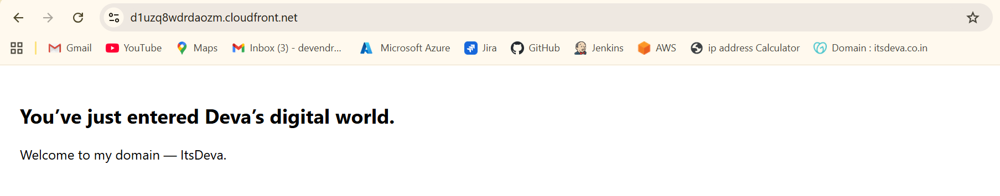 d1uzq8wdrdaozm.cloudfront.net
Gmail YouTube Maps Inbox (3) - devendr... Microsoft Azure Jira GitHub Jenkins AWS ip address Calculator Domain : itsdeva.co.in
You’ve just entered Deva’s digital world.
Welcome to my domain — ItsDeva.